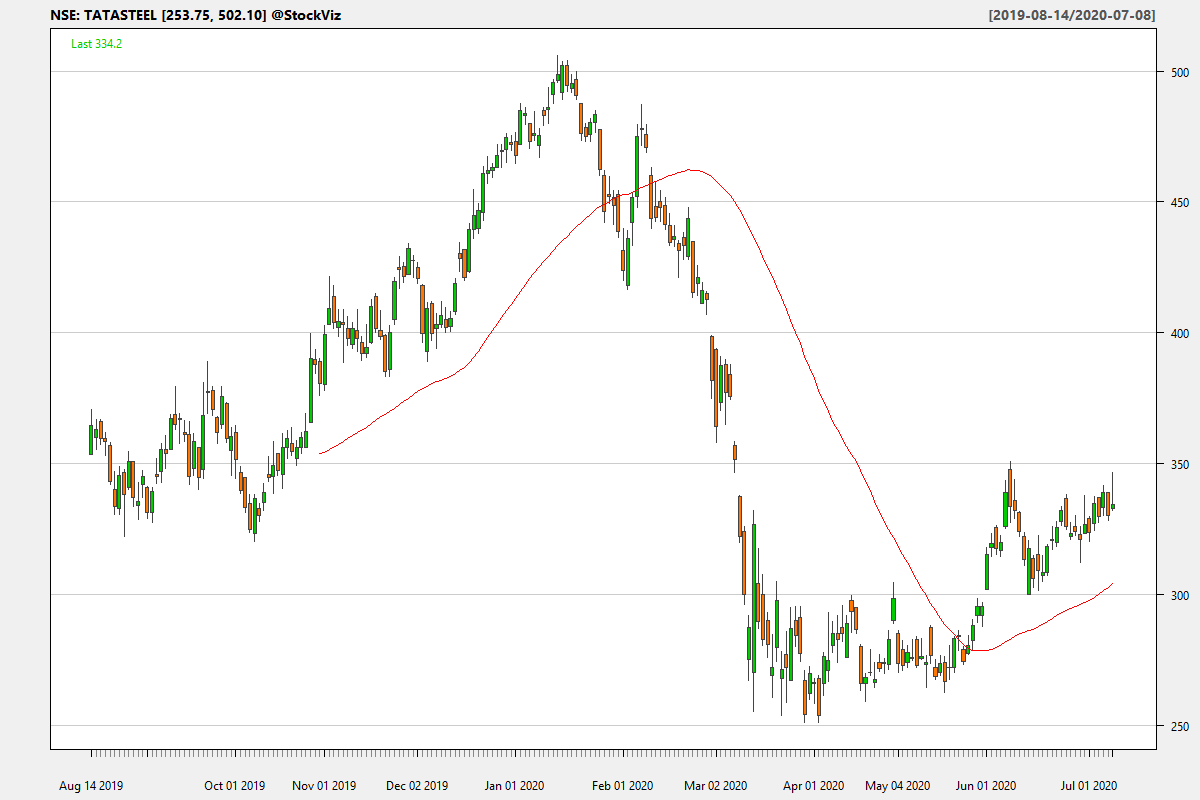 NSE: TATASTEEL [253.75, 502.10] @StockViz
[2019-08-14/2020-07-08]
Last 334.2
500
450
400
350
300
250
Aug 14 2019
Oct 01 2019
Nov 01 2019
Dec 02 2019
Jan 01 2020
Feb 01 2020
Mar 02 2020
Apr 01 2020
May 04 2020
Jun 01 2020
Jul 01 2020